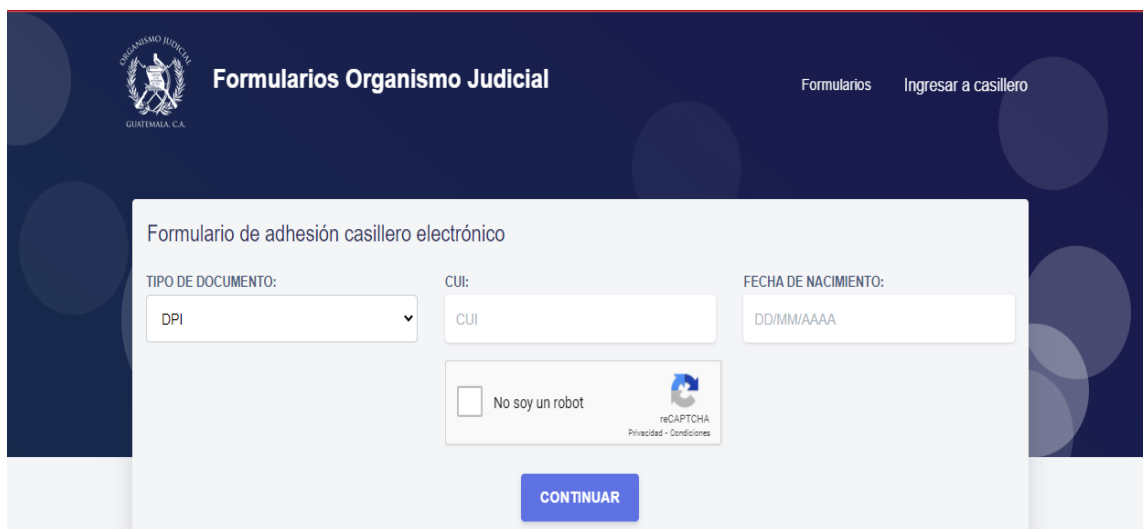 ORGANISMO JUDICIAL
GUATEMALA. C.A.
Formularios Organismo Judicial
Formularios
Ingresar a casillero
Formulario de adhesión casillero electrónico
TIPO DE DOCUMENTO:
CUI:
FECHA DE NACIMIENTO:
DPI
CUI
DD/MM/AAAA
No soy un robot
reCAPTCHA
Privacidad - Condiciones
CONTINUAR